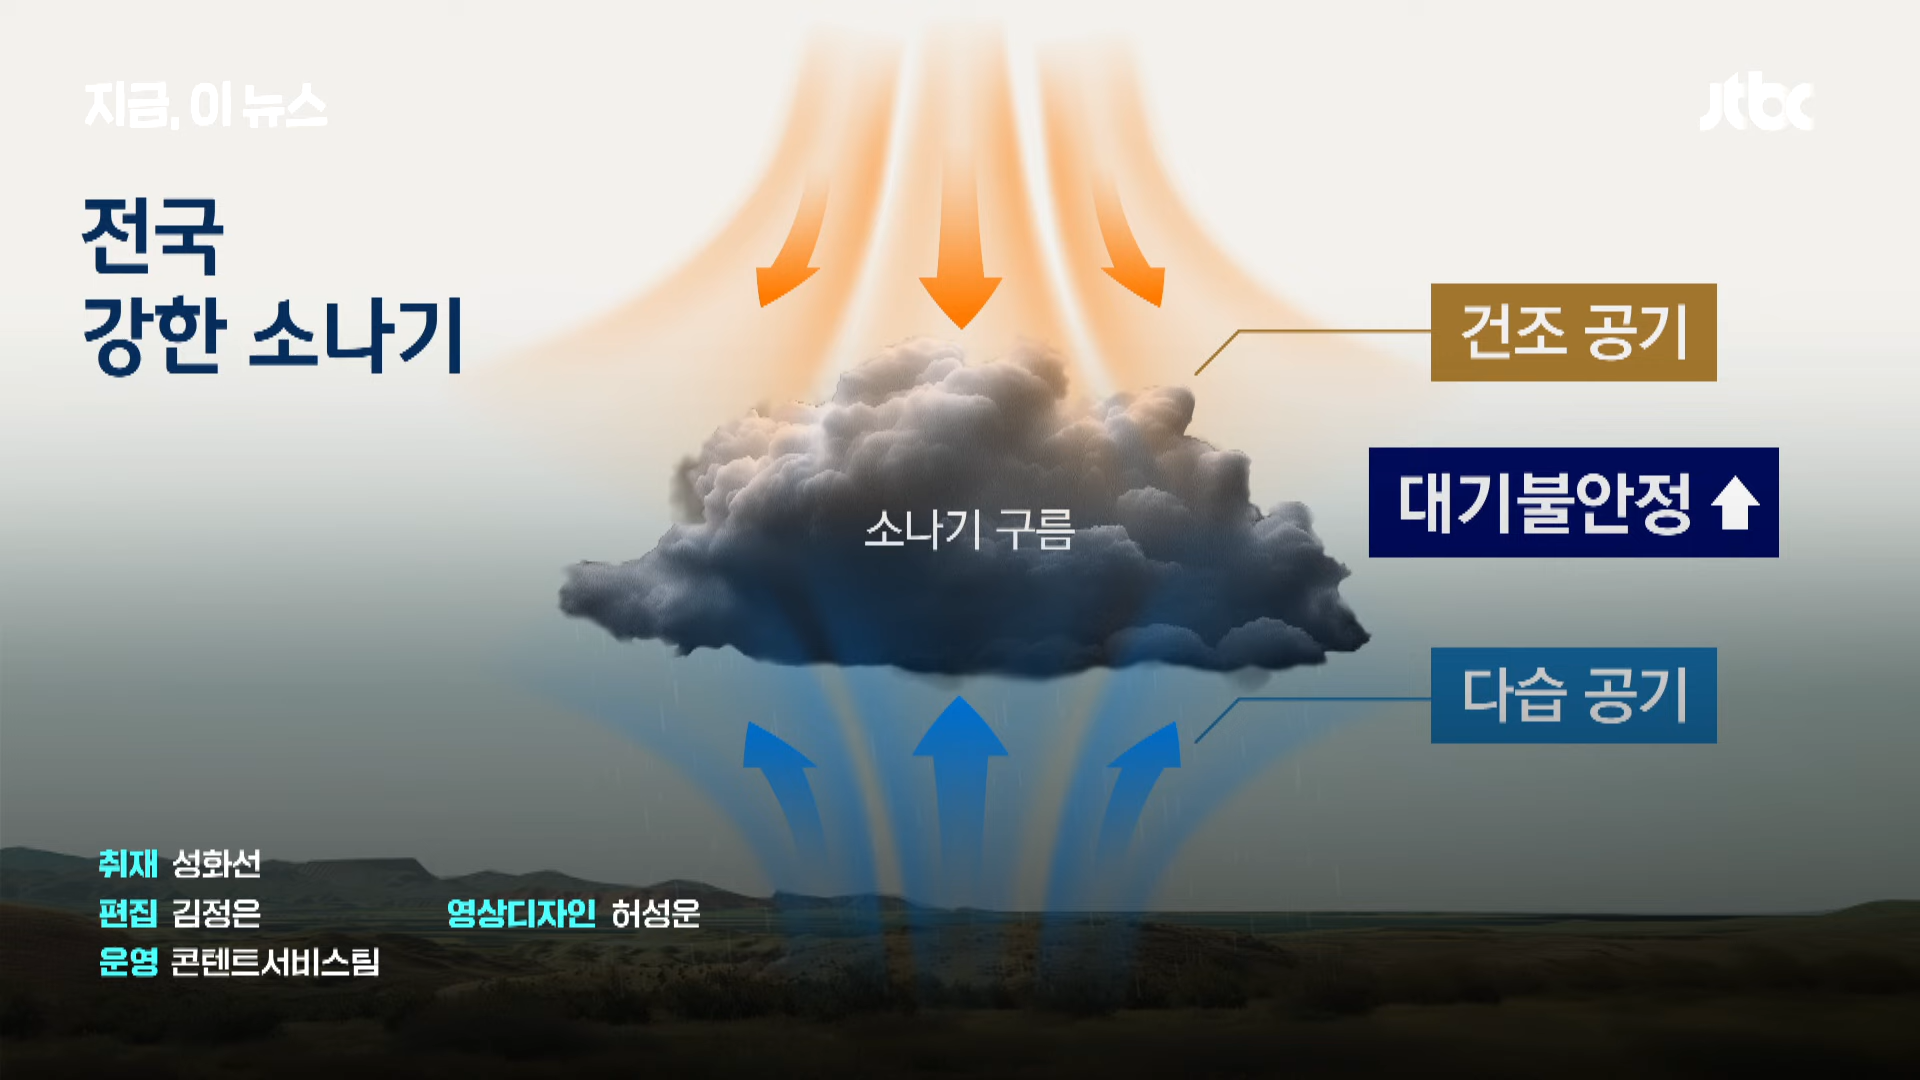 지금, 이 뉴스
jtbc
전국
강한 소나기
건조 공기
대기불안정
소나기 구름
다습 공기
취재 성화선
편집 김정은
영상디자인 허성운
운영 콘텐트서비스팀